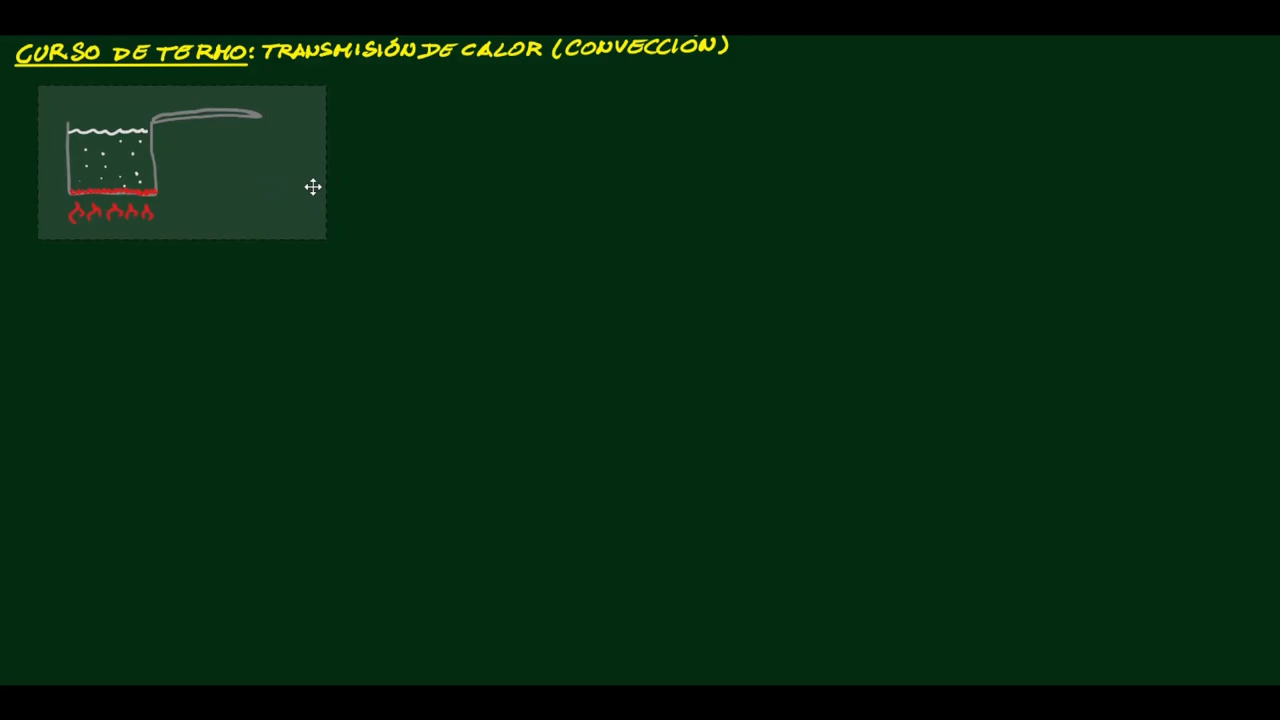 CURSO DE TERMO: TRANSMISIÓN DE CALOR (CONVECCIÓN)